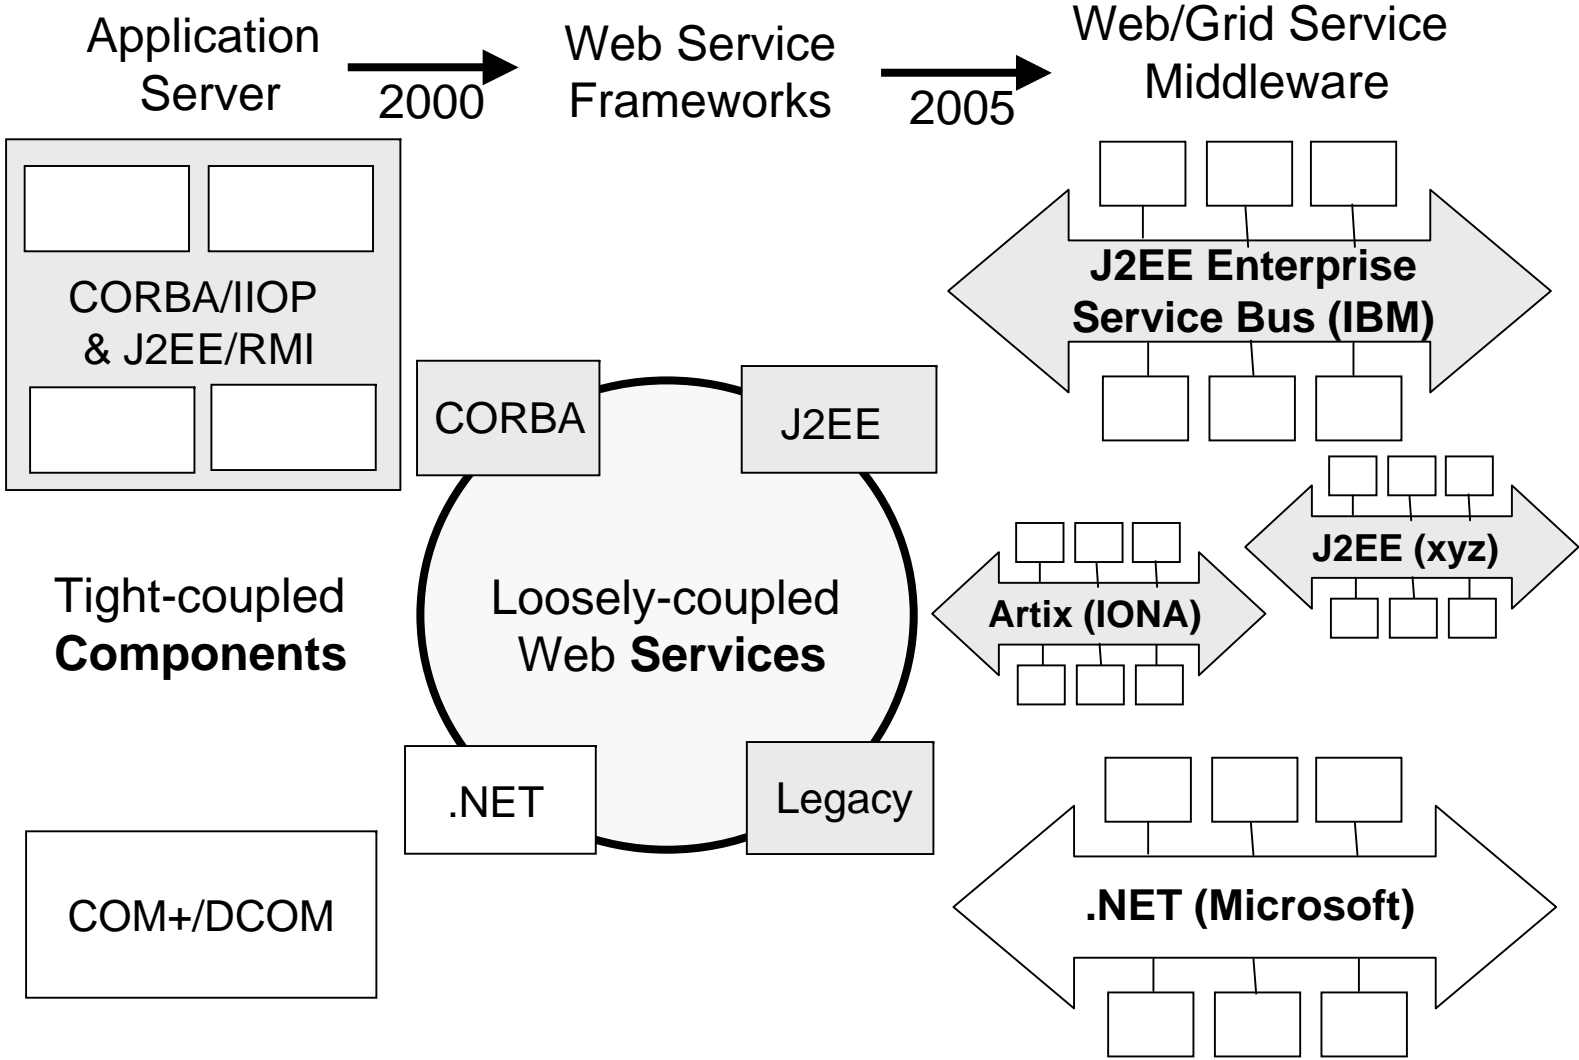 Application
Server
2000
Web Service
Frameworks
2005
Web/Grid Service
Middleware
CORBA/IIOP
& J2EE/RMI
Tight-coupled
Components
COM+/DCOM
CORBA
J2EE
Loosely-coupled
Web Services
.NET
Legacy
J2EE Enterprise
Service Bus (IBM)
J2EE (xyz)
Artix (IONA)
.NET (Microsoft)